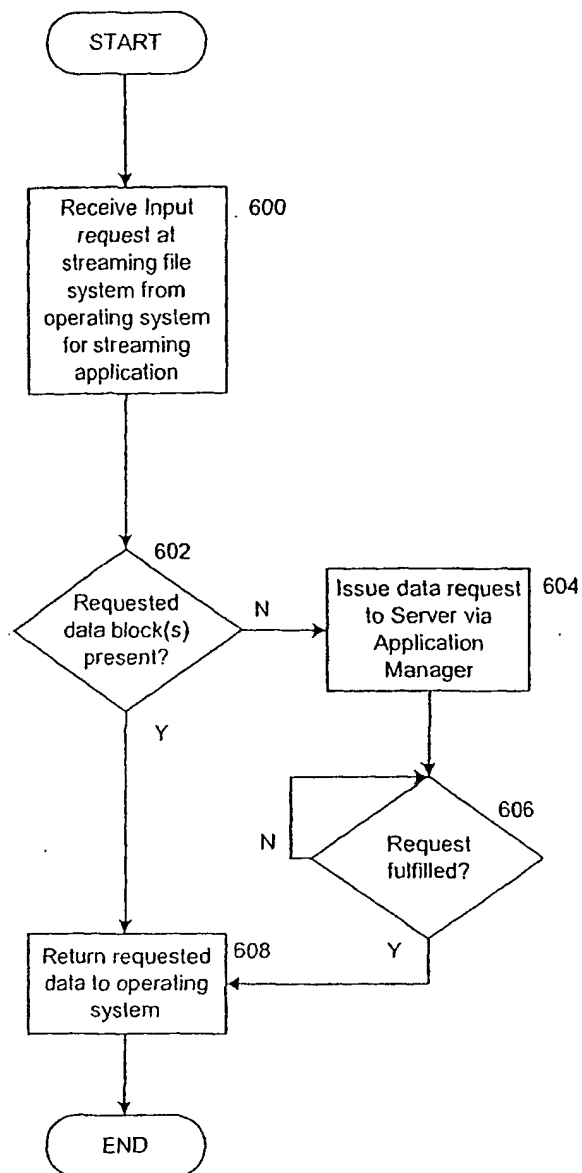 START
Receive Input
request at
streaming file
system from
operating system
for streaming
application
600
602
Requested
data block(s)
present?
N
Y
Issue data request
to Server via
Application
Manager
604
606
Request
fulfilled?
N
Y
Return requested
data to operating
system
608
END